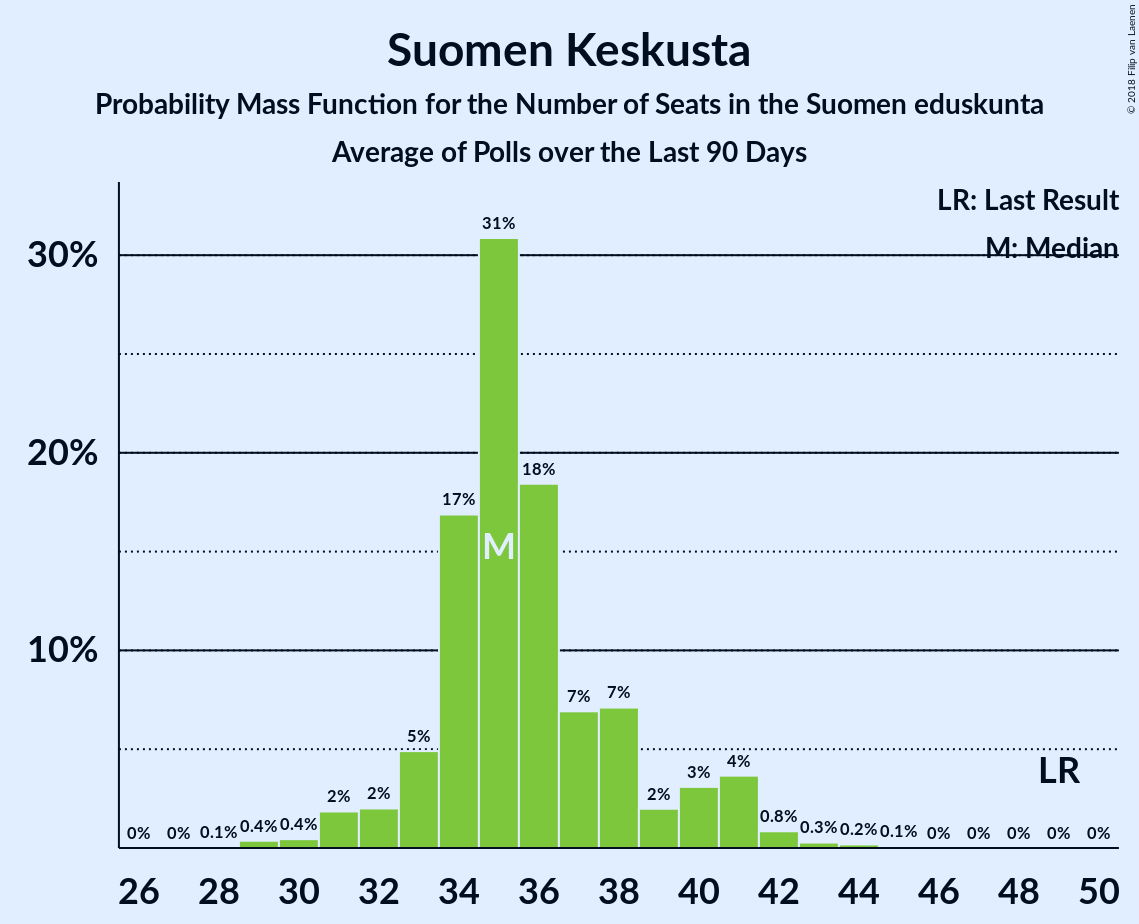 Suomen Keskusta
Probability Mass Function for the Number of Seats in the Suomen eduskunta
Average of Polls over the Last 90 Days
© 2018 Filip van Laenen
LR: Last Result
M: Median
30%
20%
10%
0% 0% 0.1% 0.4% 0.4% 2% 2% 5% 17% 31% 18% 7% 7% 2% 3% 4% 0.8% 0.3% 0.2% 0.1% 0% 0% 0% 0% 0%
M
LR
26 28 30 32 34 36 38 40 42 44 46 48 50